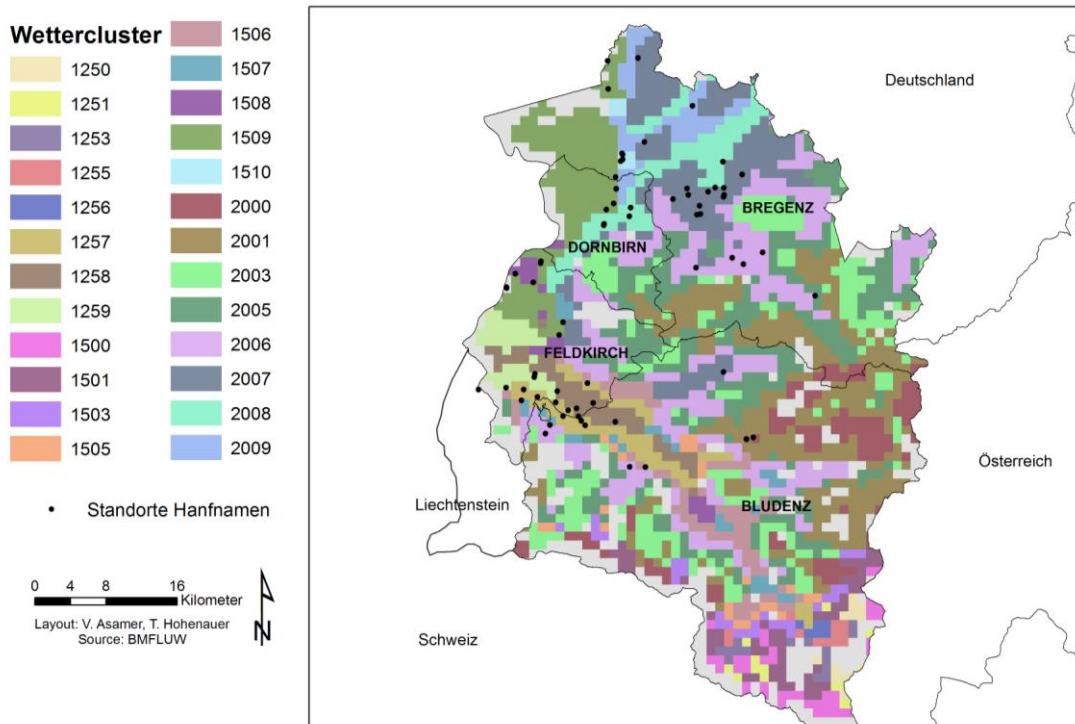 Wettercluster
1250
1251
1253
1255
1256
1257
1258
1259
1500
1501
1503
1505
1506
1507
1508
1509
1510
2000
2001
2003
2005
2006
2007
2008
2009
Standorte Hanfnamen
0 4 8 16
Kilometer
N
Layout: V. Asamer, T. Hohenauer
Source: BMFLUW
Deutschland
BREGENZ
DORNBIRN
FELDKIRCH
Österreich
Liechtenstein
BLUDENZ
Schweiz